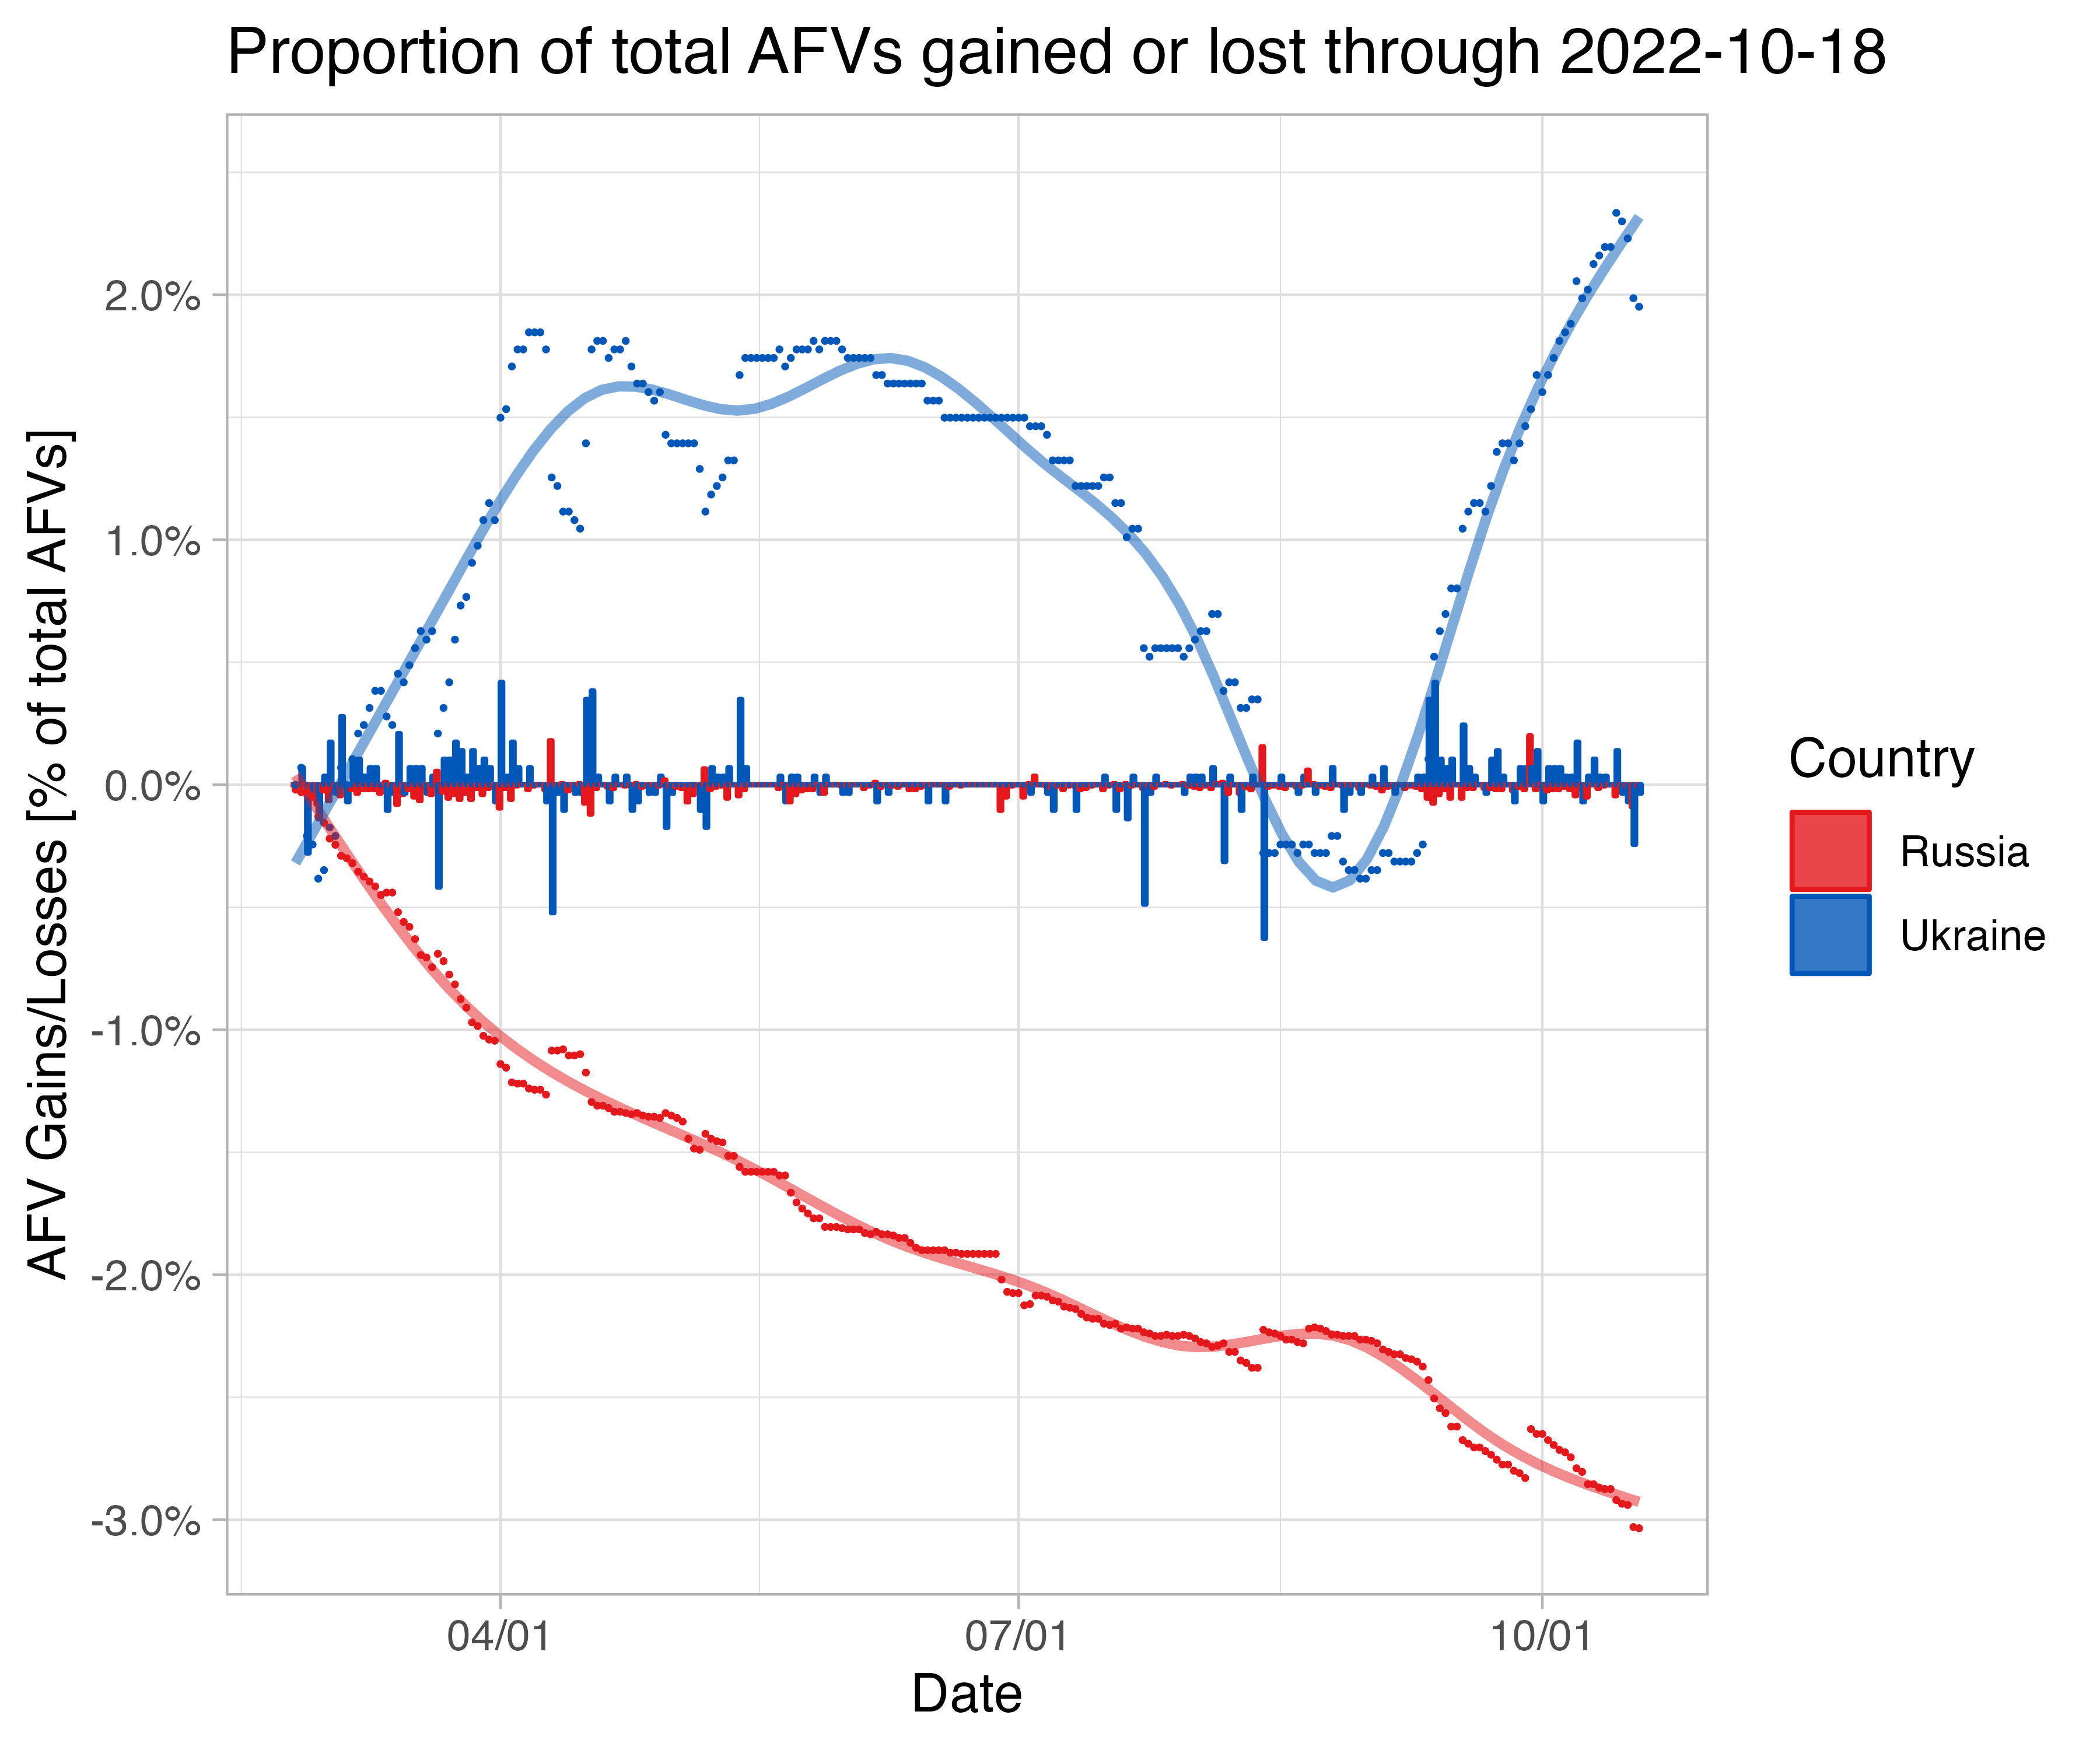 Proportion of total AFVs gained or lost through 2022-10-18
AFV Gains/Losses [% of total AFVs]
2.0%
1.0%
0.0%
-1.0%
-2.0%
-3.0%
04/01
07/01
10/01
Date
Country
Russia
Ukraine